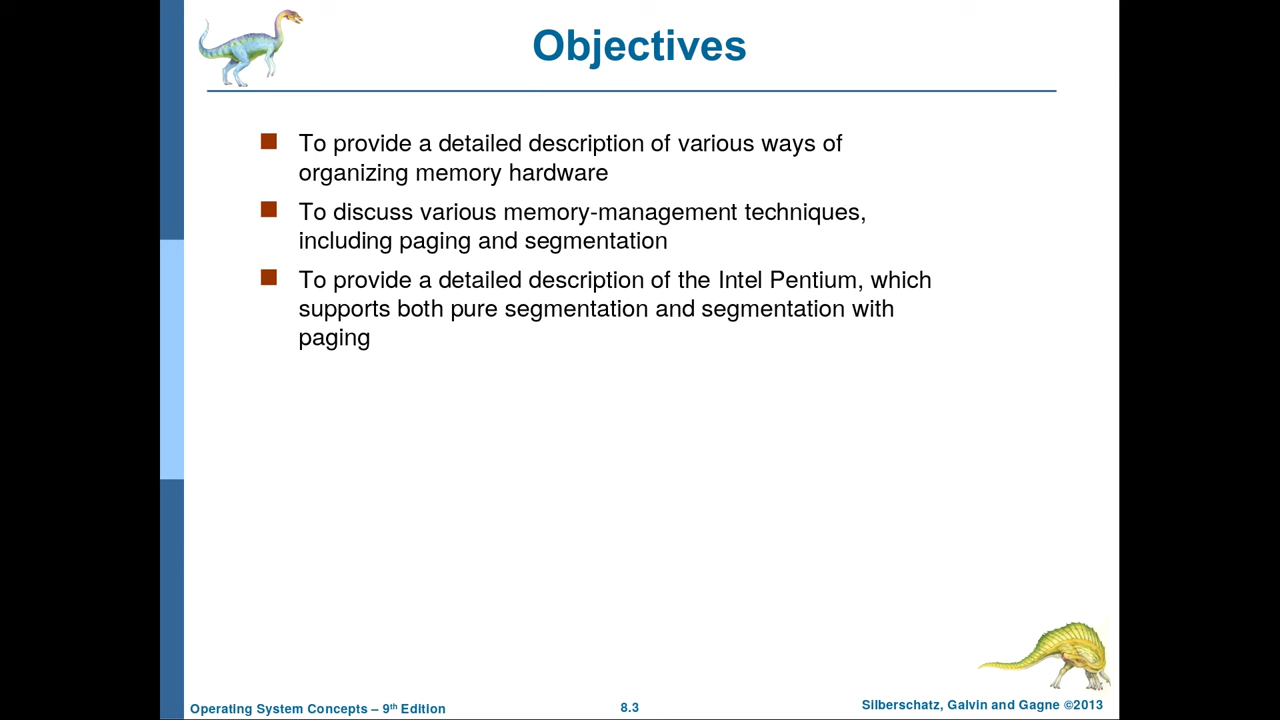 Objectives
To provide a detailed description of various ways of
organizing memory hardware
To discuss various memory-management techniques,
including paging and segmentation
To provide a detailed description of the Intel Pentium, which
supports both pure segmentation and segmentation with
paging
Operating System Concepts – 9th Edition
8.3
Silberschatz, Galvin and Gagne ©2013